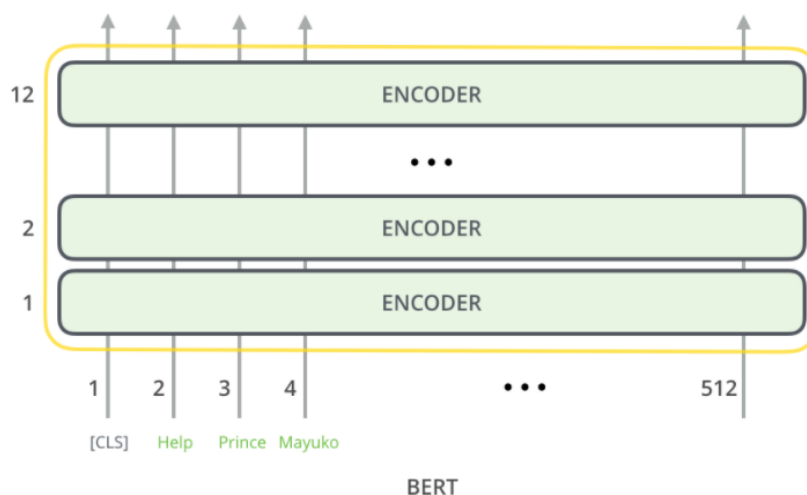 12 ENCODER
...
2 ENCODER
1 ENCODER
1 2 3 4 ... 512
[CLS] Help Prince Mayuko
BERT